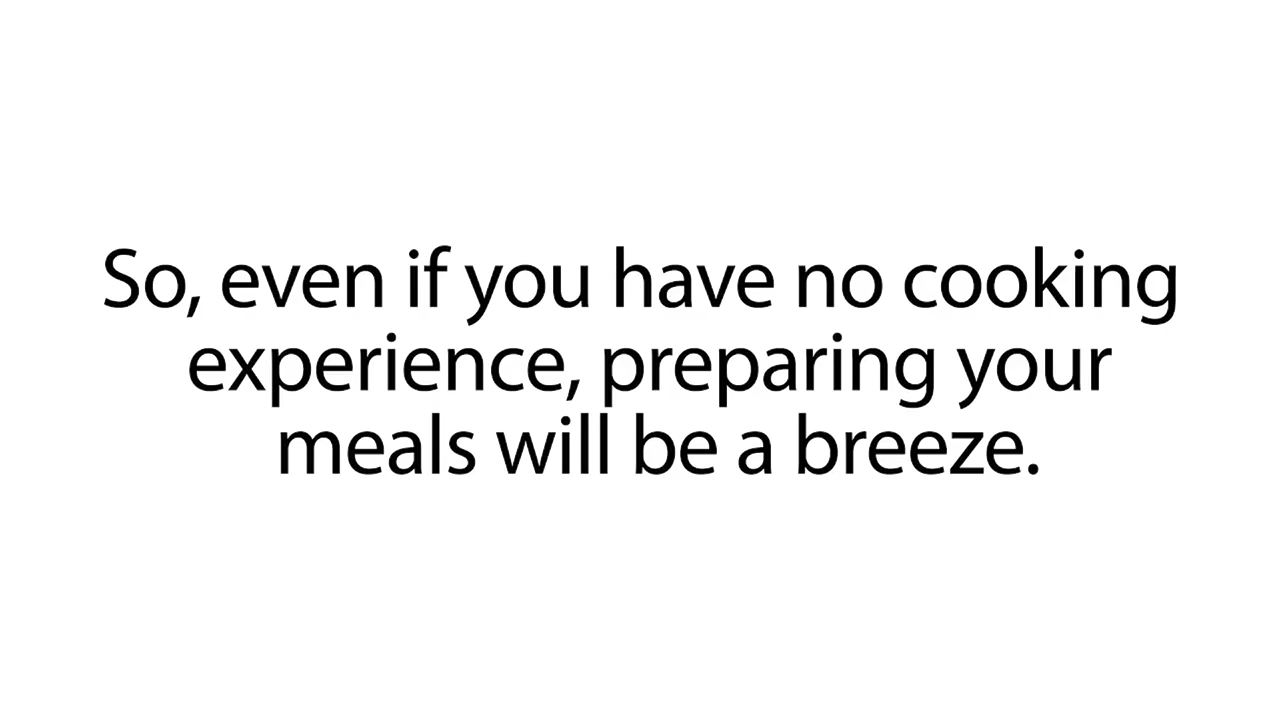 So, even if you have no cooking
experience, preparing your
meals will be a breeze.